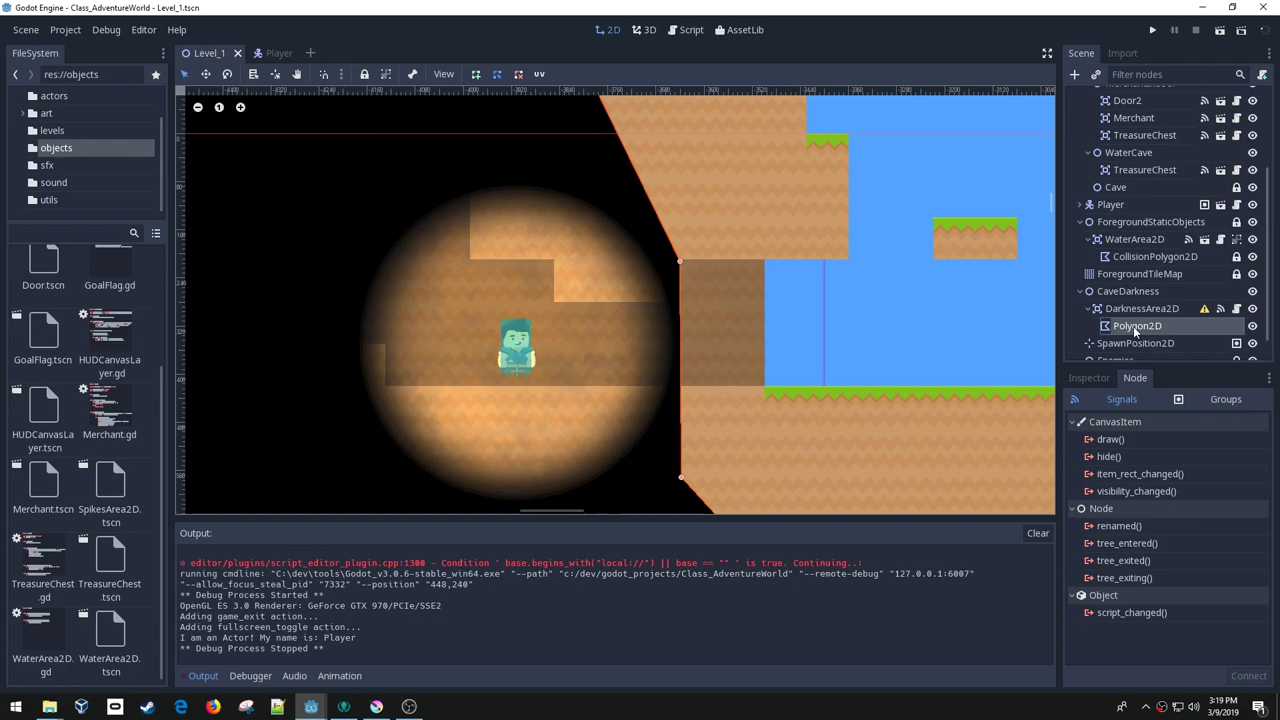 Godot Engine - Class_AdventureWorld - Level_1.tscn
Scene Project Debug Editor Help
2D 3D Script AssetLib
FileSystem
res://objects
actors
art
levels
objects
sfx
sound
utils
Door.tscn
GoalFlag.gd
GoalFlag.tscn
HUDCanvasLa
yer.gd
HUDCanvasLa
yer.tscn
Merchant.gd
Merchant.tscn
SpikesArea2D.
tscn
TreasureChest
.gd
TreasureChest
.tscn
WaterArea2D.
gd
WaterArea2D.
tscn
Level_1
Player
View
Output:
Clear
editor/plugins/script_editor_plugin.cpp:1300 - Condition ' base.begins_with("local://") || base == "" ' is true. Continuing..:
running cmdline: "C:\dev\tools\Godot_v3.0.6-stable_win64.exe" "--path" "c:/dev/godot_projects/Class_AdventureWorld" "--remote-debug" "127.0.0.1:6007"
"--allow_focus_steal_pid" "7332" "--position" "448,240"
** Debug Process Started **
OpenGL ES 3.0 Renderer: GeForce GTX 970/PCIe/SSE2
Adding game_exit action...
Adding fullscreen_toggle action...
I am an Actor! My name is: Player
** Debug Process Stopped **
Output Debugger Audio Animation
Scene Import
Filter nodes
Door2
Merchant
TreasureChest
WaterCave
TreasureChest
Cave
Player
ForegroundStaticObjects
WaterArea2D
CollisionPolygon2D
ForegroundTileMap
CaveDarkness
DarknessArea2D
Polygon2D
SpawnPosition2D
Inspector Node
Signals Groups
CanvasItem
draw()
hide()
item_rect_changed()
visibility_changed()
Node
renamed()
tree_entered()
tree_exited()
tree_exiting()
Object
script_changed()
Connect
3:19 PM
3/9/2019